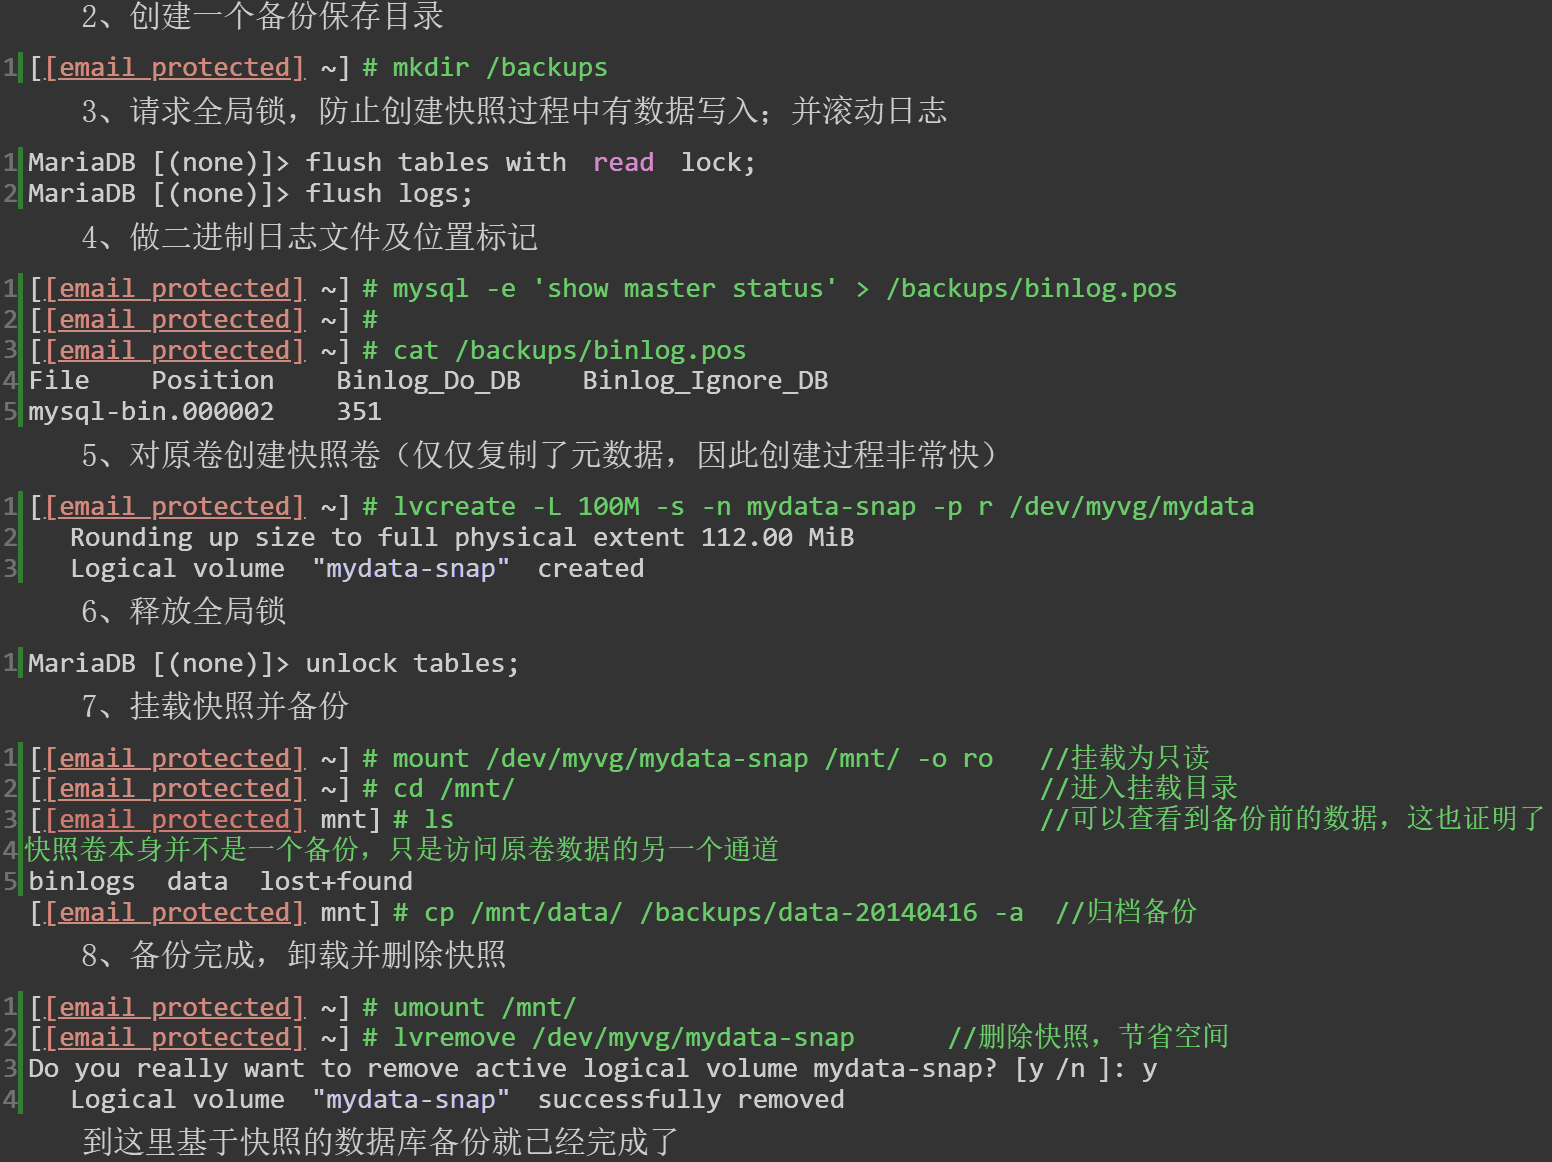 2、创建一个备份保存目录
1 [[email protected] ~] # mkdir /backups
3、请求全局锁，防止创建快照过程中有数据写入；并滚动日志
1 MariaDB [(none)]> flush tables with read lock;
2 MariaDB [(none)]> flush logs;
4、做二进制日志文件及位置标记
1 [[email protected] ~] # mysql -e 'show master status' > /backups/binlog.pos
2 [[email protected] ~] #
3 [[email protected] ~] # cat /backups/binlog.pos
4 File Position Binlog_Do_DB Binlog_Ignore_DB
5 mysql-bin.000002 351
5、对原卷创建快照卷（仅仅复制了元数据，因此创建过程非常快）
1 [[email protected] ~] # lvcreate -L 100M -s -n mydata-snap -p r /dev/myvg/mydata
2 Rounding up size to full physical extent 112.00 MiB
3 Logical volume "mydata-snap" created
6、释放全局锁
1 MariaDB [(none)]> unlock tables;
7、挂载快照并备份
1 [[email protected] ~] # mount /dev/myvg/mydata-snap /mnt/ -o ro //挂载为只读
2 [[email protected] ~] # cd /mnt/ //进入挂载目录
3 [[email protected] mnt] # ls //可以查看到备份前的数据，这也证明了
4 快照卷本身并不是一个备份，只是访问原卷数据的另一个通道
5 binlogs data lost+found
[[email protected] mnt] # cp /mnt/data/ /backups/data-20140416 -a //归档备份
8、备份完成，卸载并删除快照
1 [[email protected] ~] # umount /mnt/
2 [[email protected] ~] # lvremove /dev/myvg/mydata-snap //删除快照，节省空间
3 Do you really want to remove active logical volume mydata-snap? [y /n ]: y
4 Logical volume "mydata-snap" successfully removed
到这里基于快照的数据库备份就已经完成了